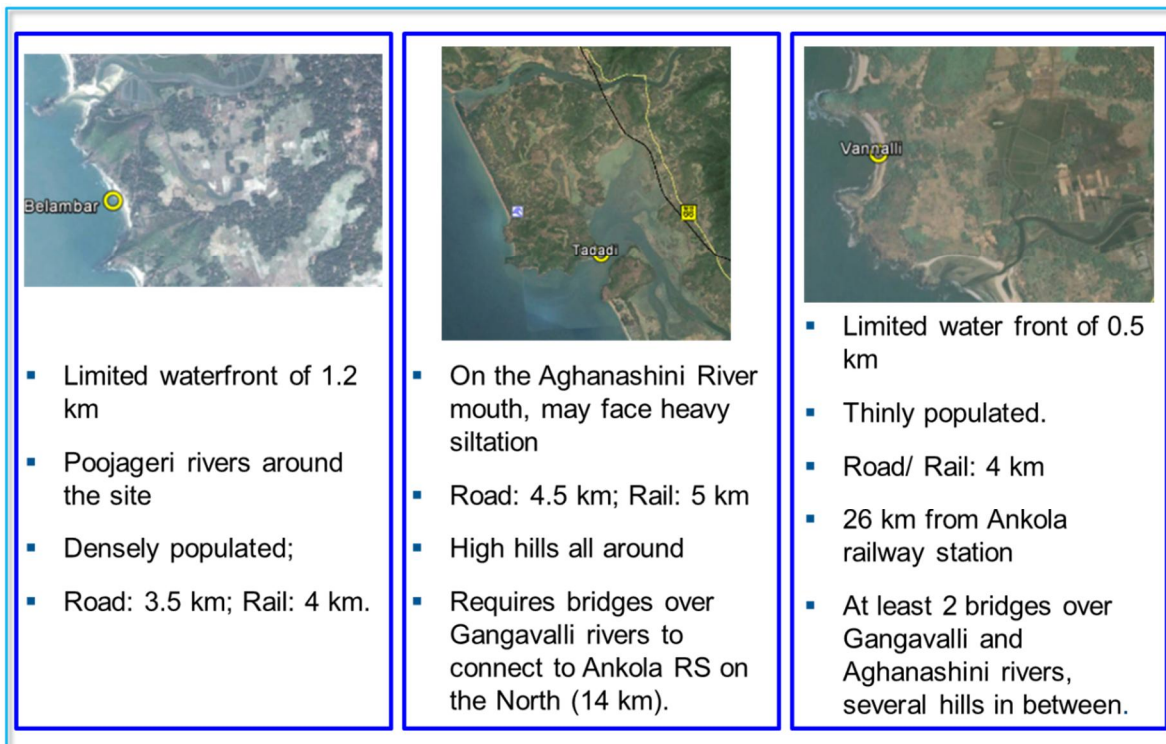 Belambar
Limited waterfront of 1.2
km
Poojageri rivers around
the site
Densely populated;
Road: 3.5 km; Rail: 4 km.
Tadadi
On the Aghanashini River
mouth, may face heavy
siltation
Road: 4.5 km; Rail: 5 km
High hills all around
Requires bridges over
Gangavalli rivers to
connect to Ankola RS on
the North (14 km).
Vannalli
Limited water front of 0.5
km
Thinly populated.
Road/ Rail: 4 km
26 km from Ankola
railway station
At least 2 bridges over
Gangavalli and
Aghanashini rivers,
several hills in between.